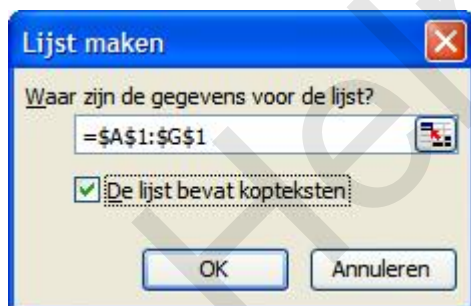 Lijst maken
Waar zijn de gegevens voor de lijst?
=$A$1:$G$1
De lijst bevat kopteksten
OK
Annuleren